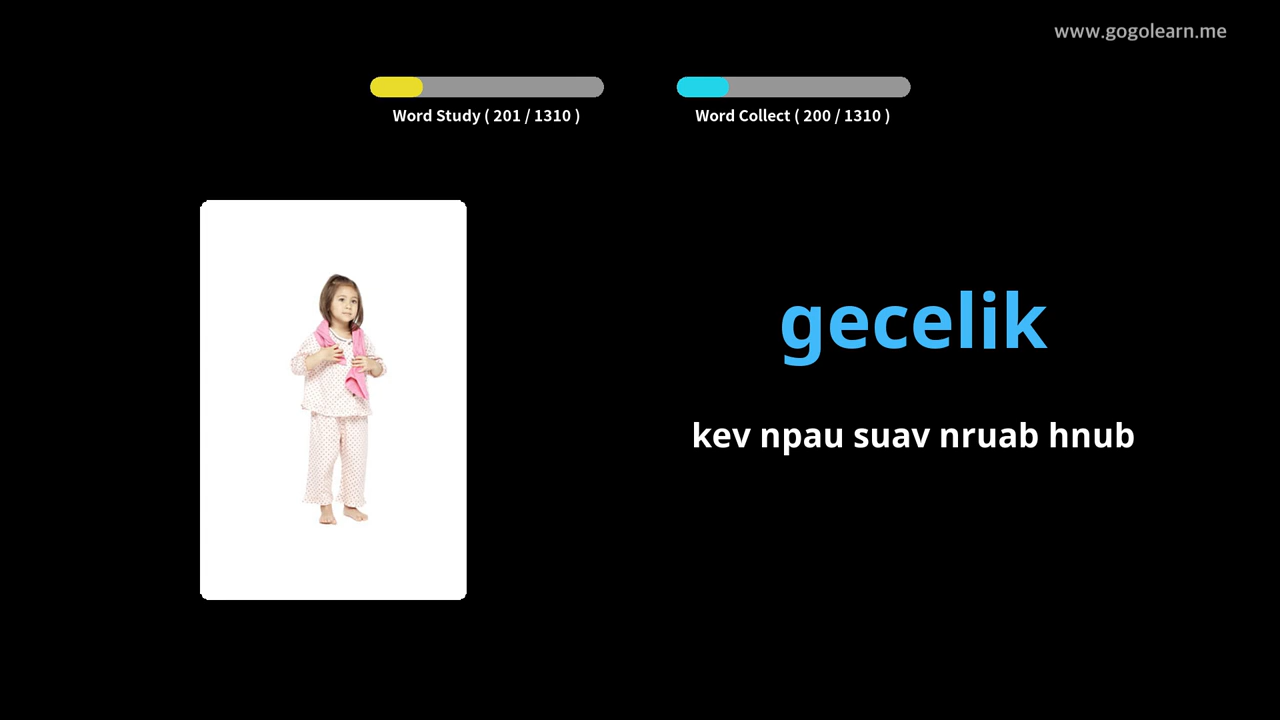 www.gogolearn.me
Word Study ( 201 / 1310 )
Word Collect ( 200 / 1310 )
gecelik
kev npau suav nruab hnub